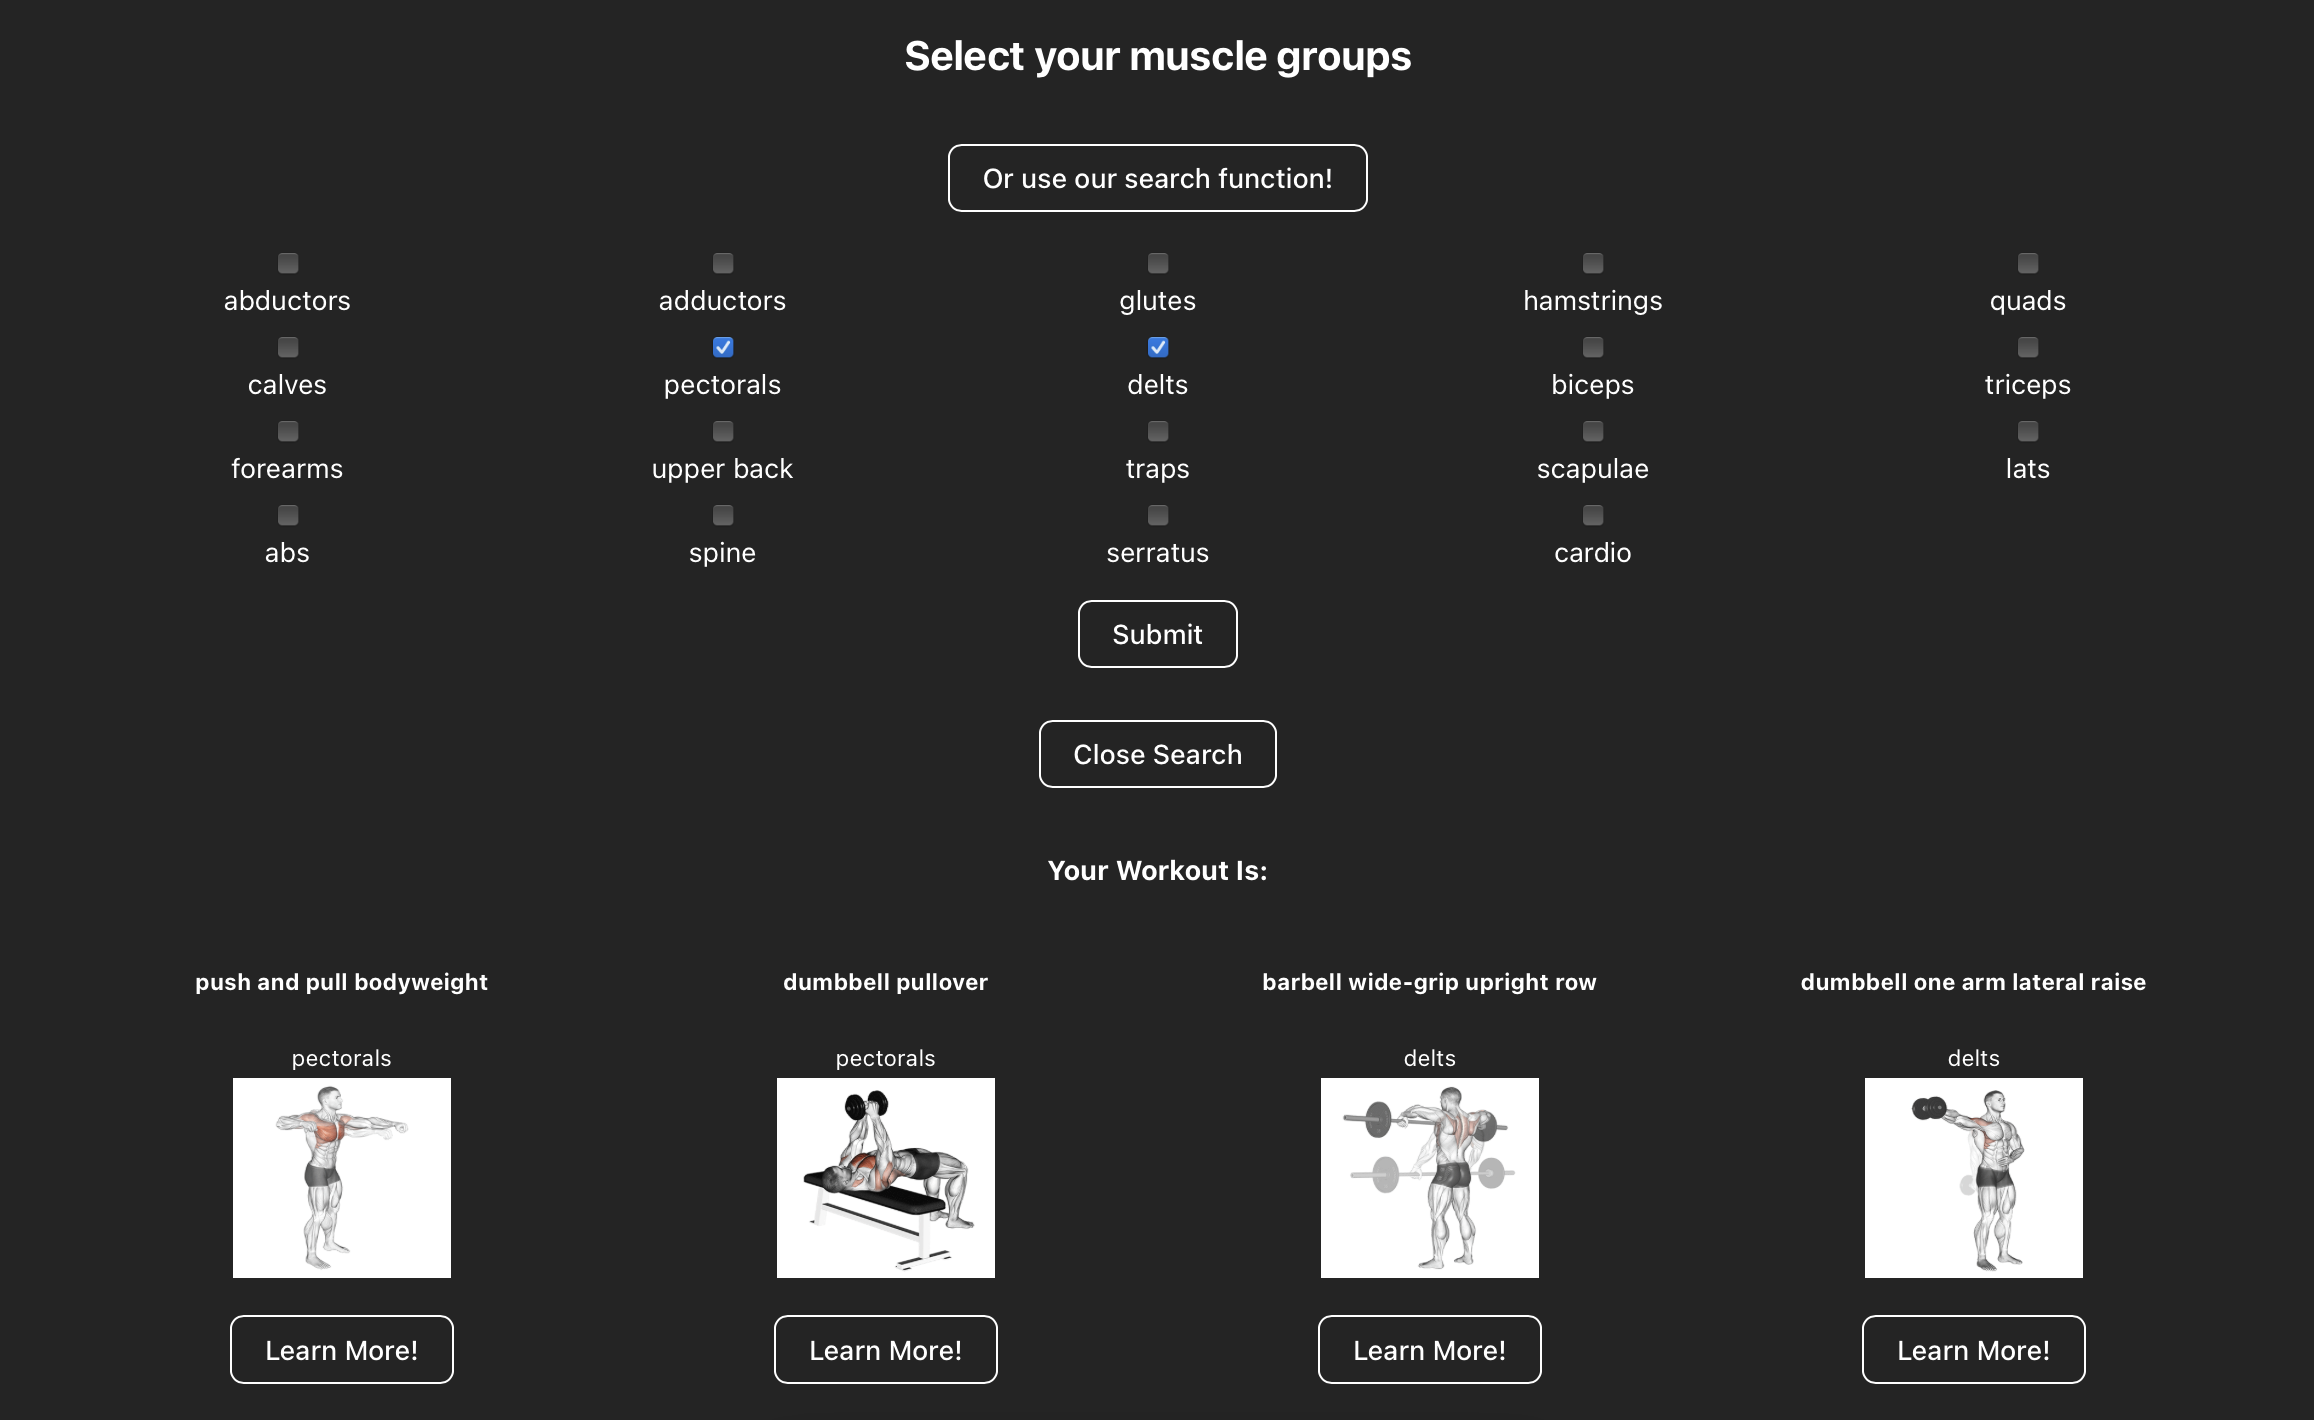 Select your muscle groups
Or use our search function!
abductors adductors glutes hamstrings quads
calves pectorals delts biceps triceps
forearms upper back traps scapulae lats
abs spine serratus cardio
Submit
Close Search
Your Workout Is:
push and pull bodyweight dumbbell pullover barbell wide-grip upright row dumbbell one arm lateral raise
pectorals pectorals delts delts
Learn More! Learn More! Learn More! Learn More!